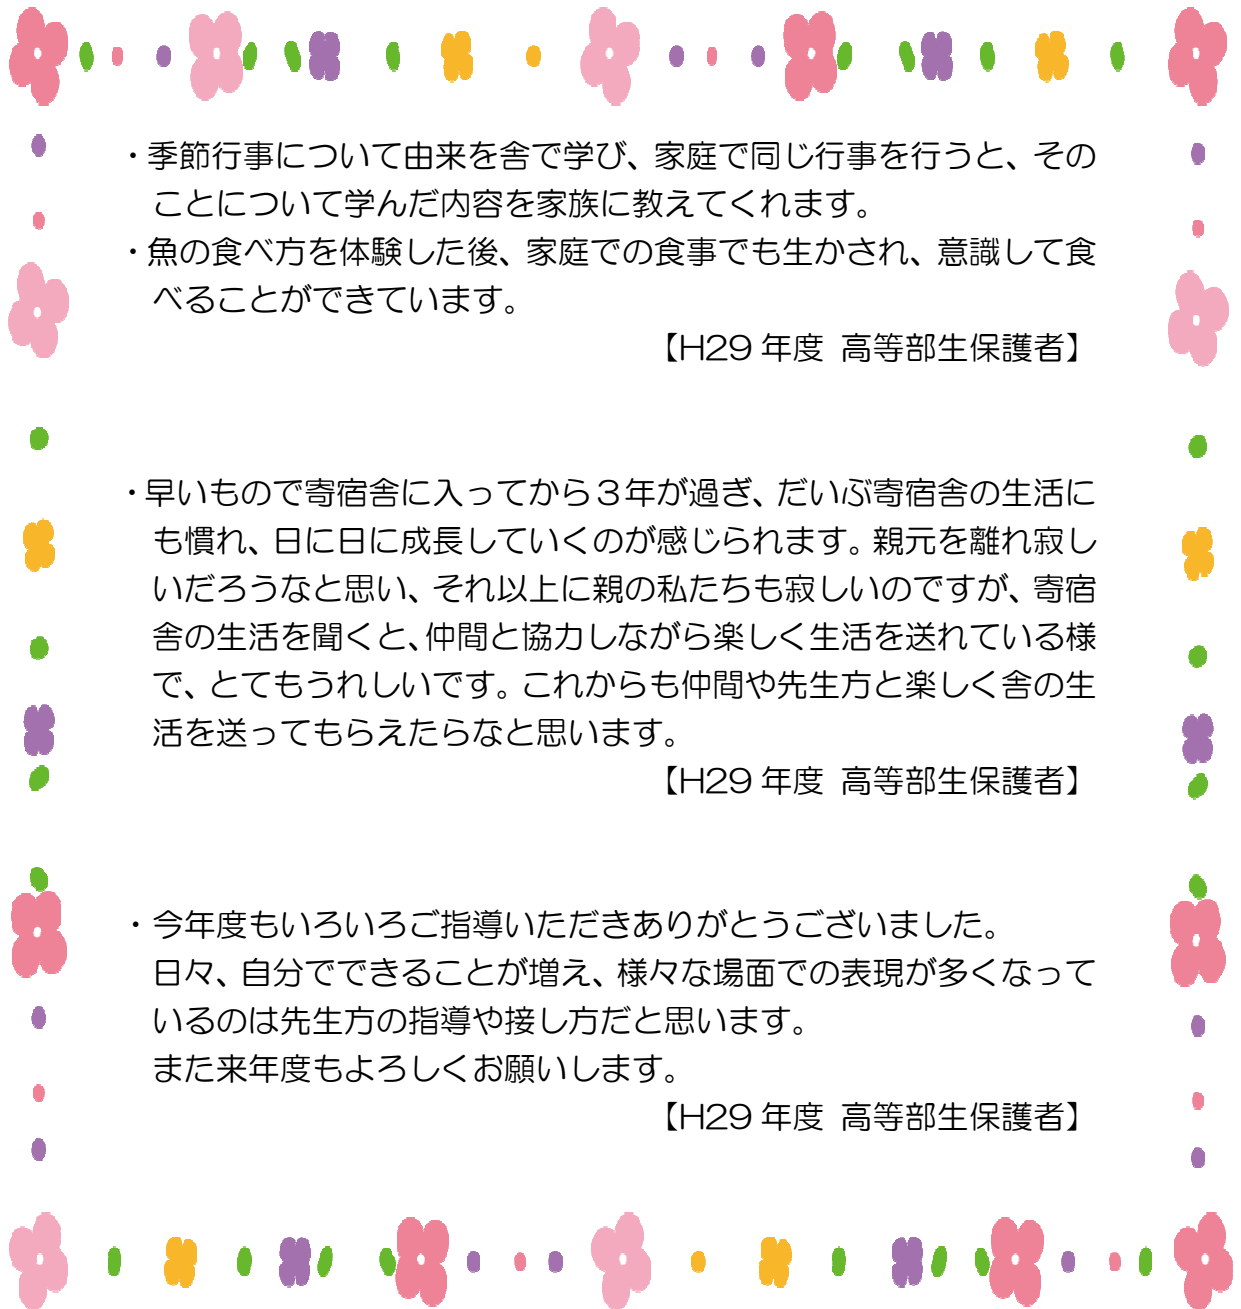 ・季節行事について由来を舎で学び、家庭で同じ行事を行うと、その
ことについて学んだ内容を家族に教えてくれます。
・魚の食べ方を体験した後、家庭での食事でも生かされ、意識して食
べることができています。
【H29年度 高等部生保護者】
・早いもので寄宿舎に入ってから3年が過ぎ、だいぶ寄宿舎の生活に
も慣れ、日に日に成長していくのが感じられます。親元を離れ寂し
いだろうなと思い、それ以上に親の私たちも寂しいのですが、寄宿
舎の生活を聞くと、仲間と協力しながら楽しく生活を送れている様
で、とてもうれしいです。これからも仲間や先生方と楽しく舎の生
活を送ってもらえたらなと思います。
【H29年度 高等部生保護者】
・今年度もいろいろご指導いただきありがとうございました。
日々、自分でできることが増え、様々な場面での表現が多くなって
いるのは先生方の指導や接し方だと思います。
また来年度もよろしくお願いします。
【H29年度 高等部生保護者】